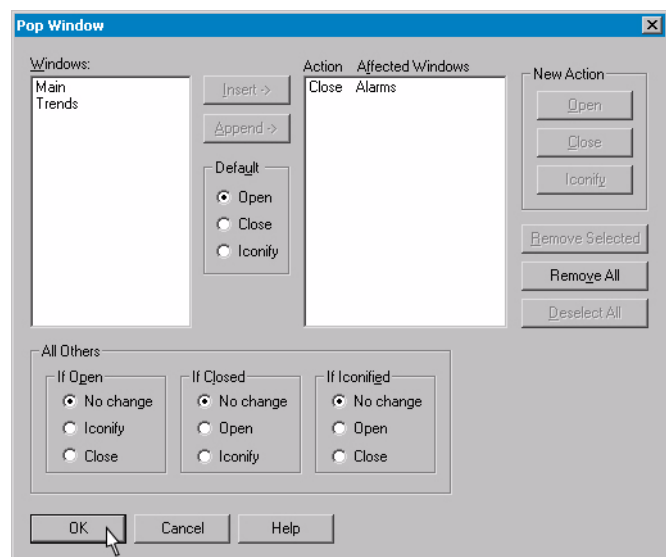 Pop Window
Windows:
Main
Trends
Insert ->
Append ->
Default
Open
Close
Iconify
Action Affected Windows
Close Alarms
New Action
Open
Close
Iconify
Remove Selected
Remove All
Deselect All
All Others
If Open
No change
Iconify
Close
If Closed
No change
Open
Iconify
If Iconified
No change
Open
Close
OK
Cancel
Help